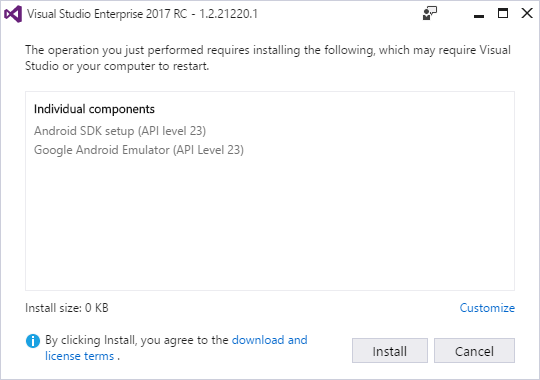 Visual Studio Enterprise 2017 RC - 1.2.21220.1
The operation you just performed requires installing the following, which may require Visual
Studio or your computer to restart.
Individual components
Android SDK setup (API level 23)
Google Android Emulator (API Level 23)
Install size: 0 KB
Customize
By clicking Install, you agree to the download and
license terms .
Install
Cancel